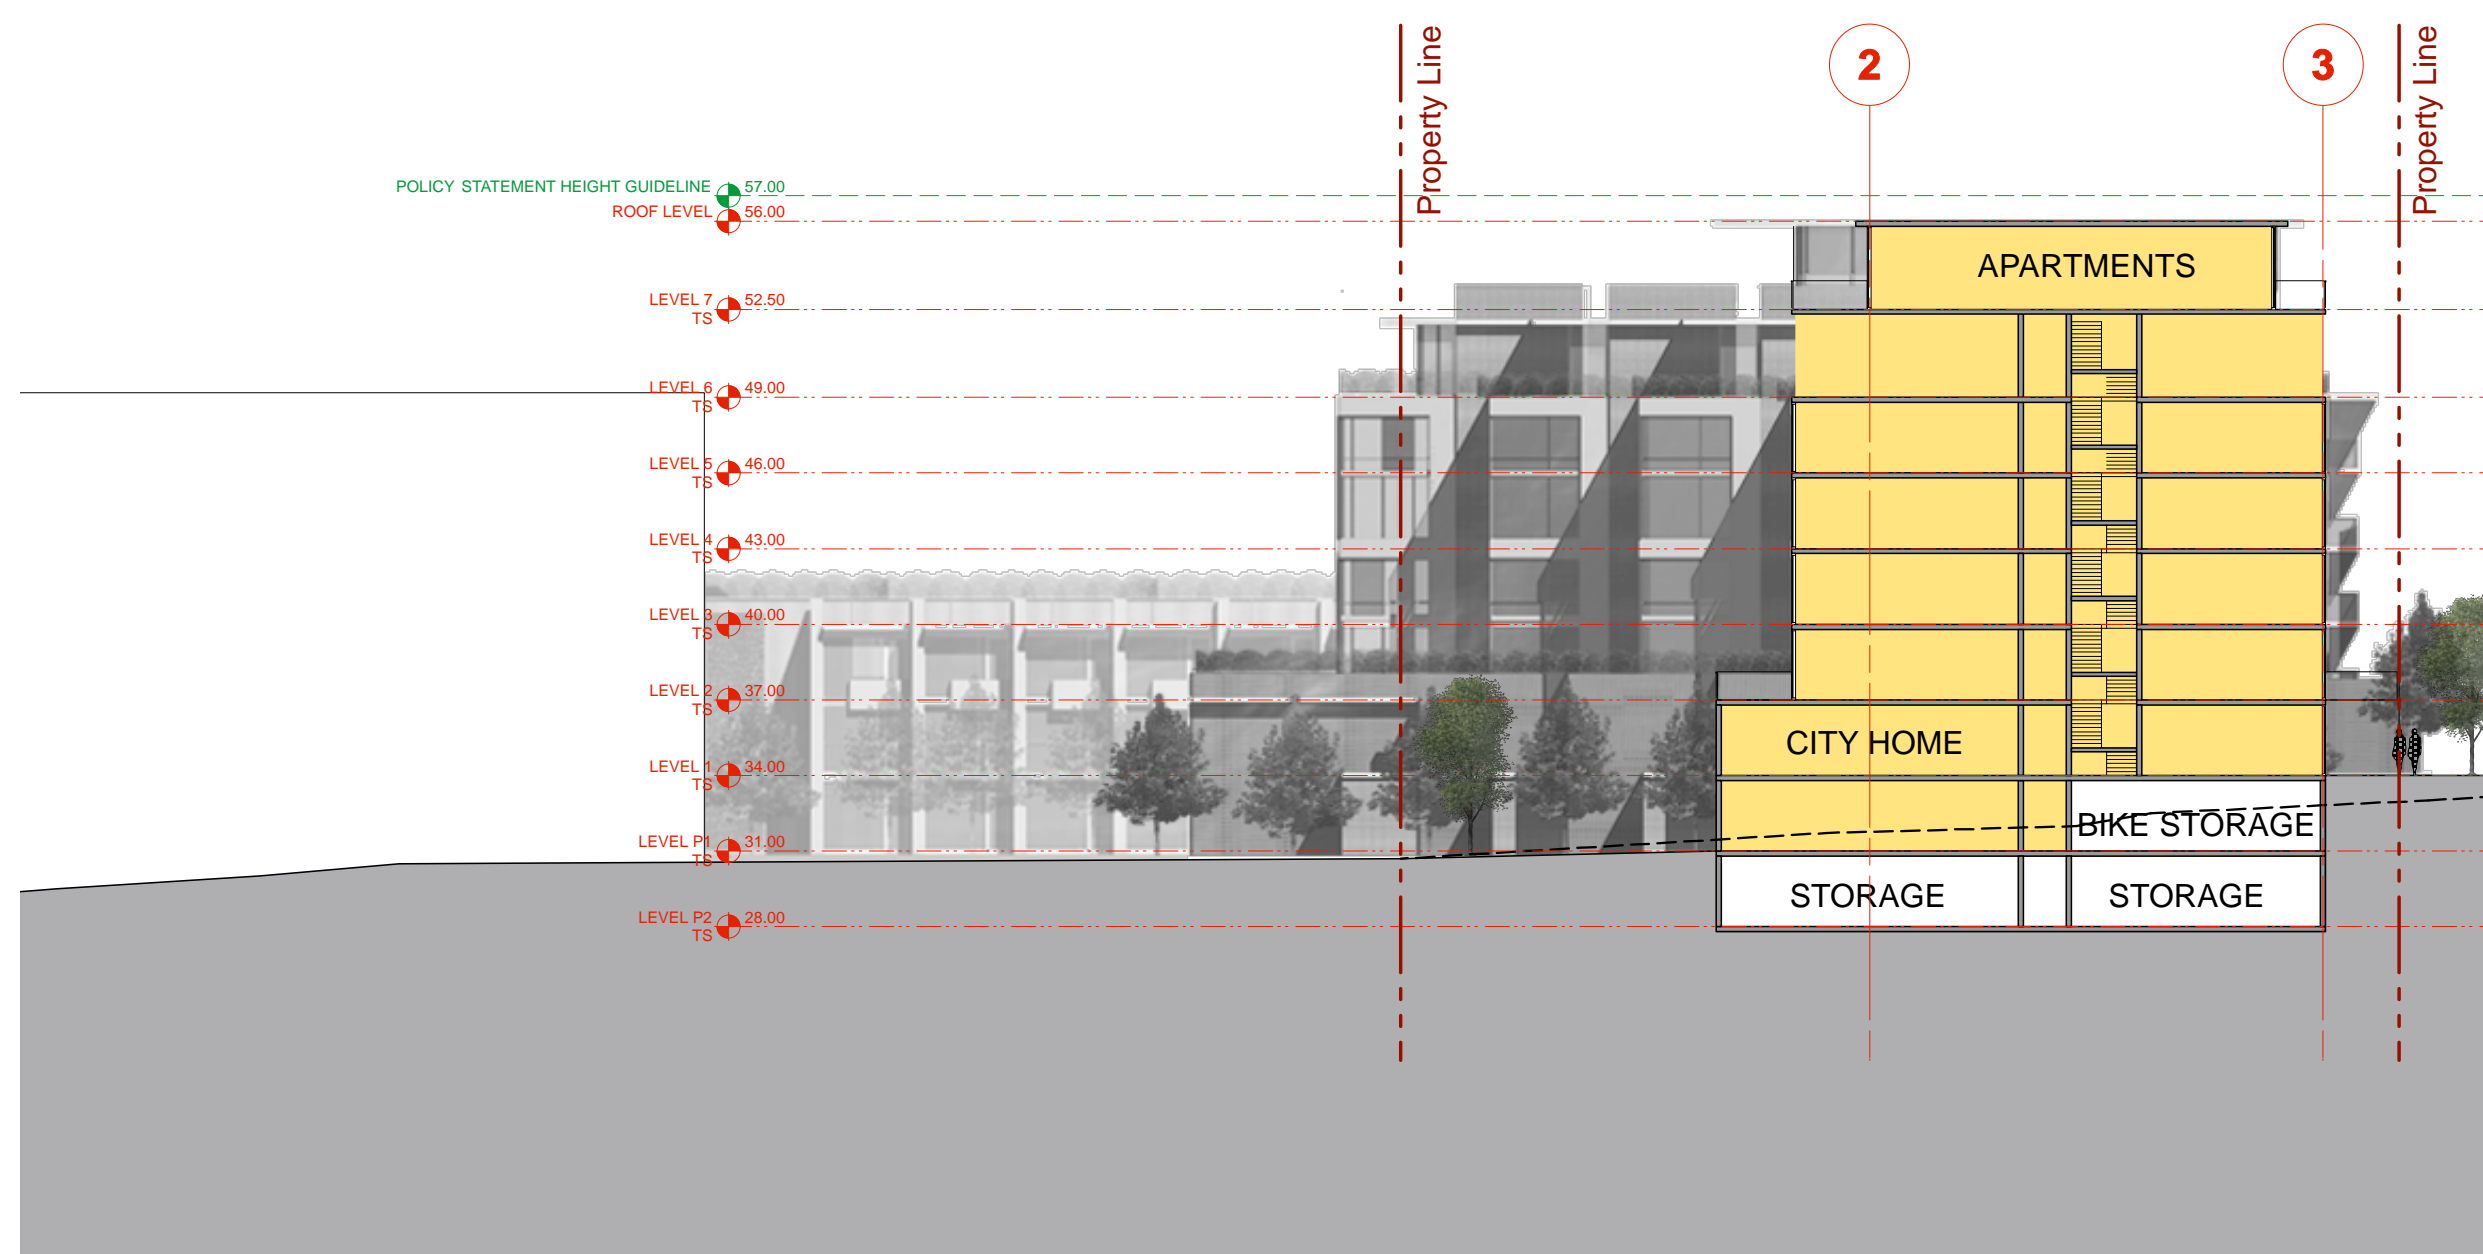 Property Line
2
3
Property Line
POLICY STATEMENT HEIGHT GUIDELINE 57.00
ROOF LEVEL 56.00
APARTMENTS
LEVEL 7 52.50
TS
LEVEL 6 49.00
TS
LEVEL 5 46.00
TS
LEVEL 4 43.00
TS
LEVEL 3 40.00
TS
LEVEL 2 37.00
TS
CITY HOME
LEVEL 1 34.00
TS
BIKE STORAGE
LEVEL P1 31.00
TS
STORAGE
STORAGE
LEVEL P2 28.00
TS